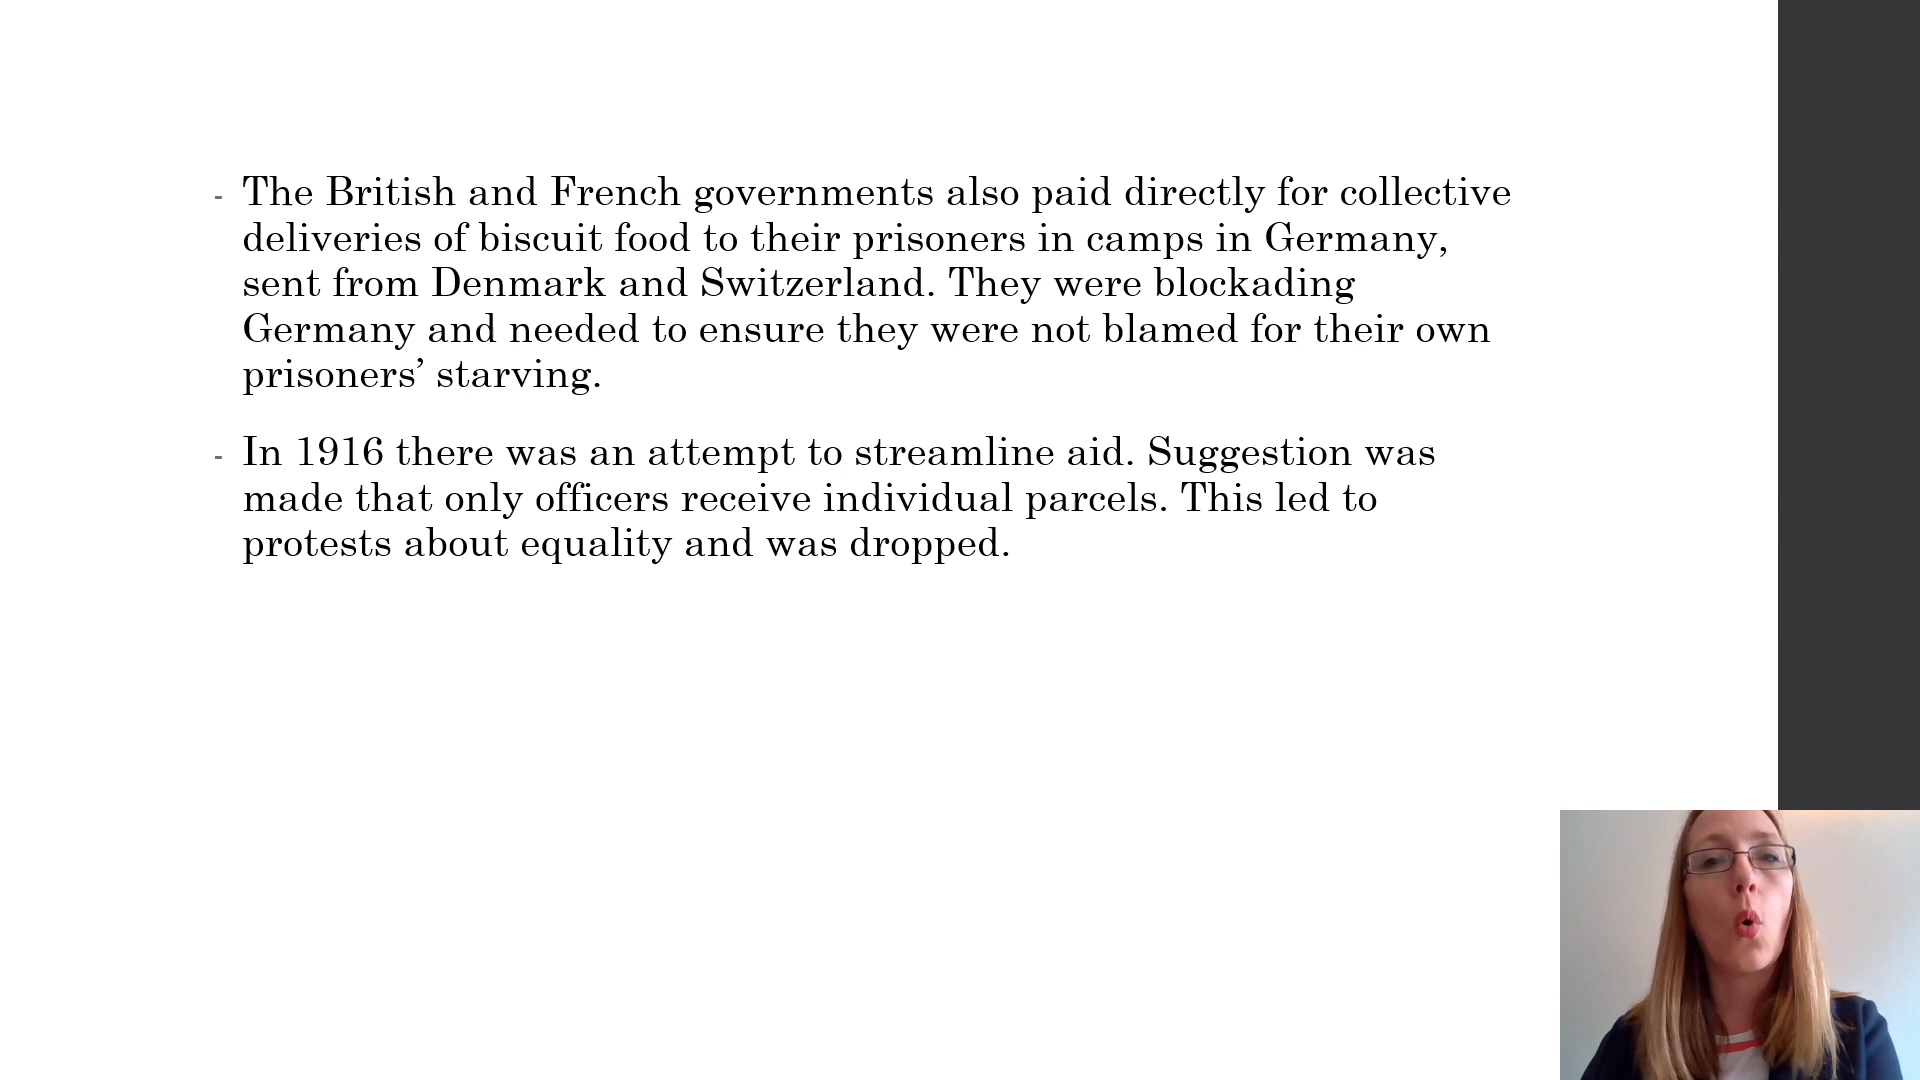 - The British and French governments also paid directly for collective
deliveries of biscuit food to their prisoners in camps in Germany,
sent from Denmark and Switzerland. They were blockading
Germany and needed to ensure they were not blamed for their own
prisoners’ starving.
- In 1916 there was an attempt to streamline aid. Suggestion was
made that only officers receive individual parcels. This led to
protests about equality and was dropped.